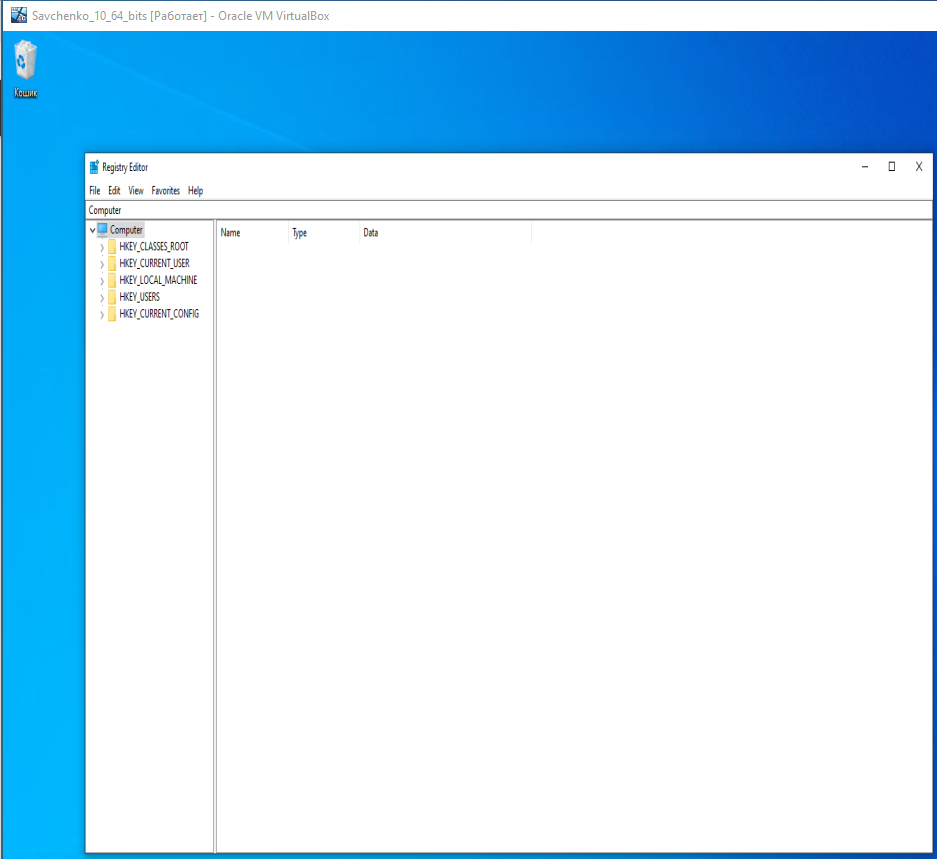 Savchenko_10_64_bits [Работает] - Oracle VM VirtualBox
Кошик
Registry Editor
File Edit View Favorites Help
Computer
Computer
HKEY_CLASSES_ROOT
HKEY_CURRENT_USER
HKEY_LOCAL_MACHINE
HKEY_USERS
HKEY_CURRENT_CONFIG
Name Type Data